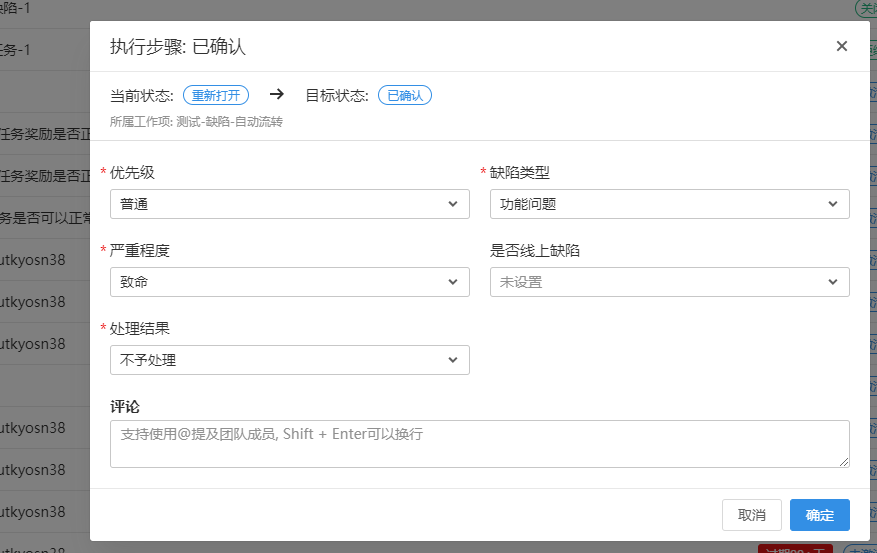 缺陷-1
任务-1
执行步骤: 已确认
当前状态: 重新打开 → 目标状态: 已确认
所属工作项: 测试-缺陷-自动流转
任务奖励是否正
* 优先级 * 缺陷类型
任务奖励是否正
普通 功能问题
务是否可以正常
* 严重程度 是否线上缺陷
utkyosn38
致命 未设置
utkyosn38
* 处理结果
utkyosn38
不予处理
评论
utkyosn38
支持使用@提及团队成员, Shift + Enter可以换行
utkyosn38
utkyosn38
取消 确定
utkyosn38